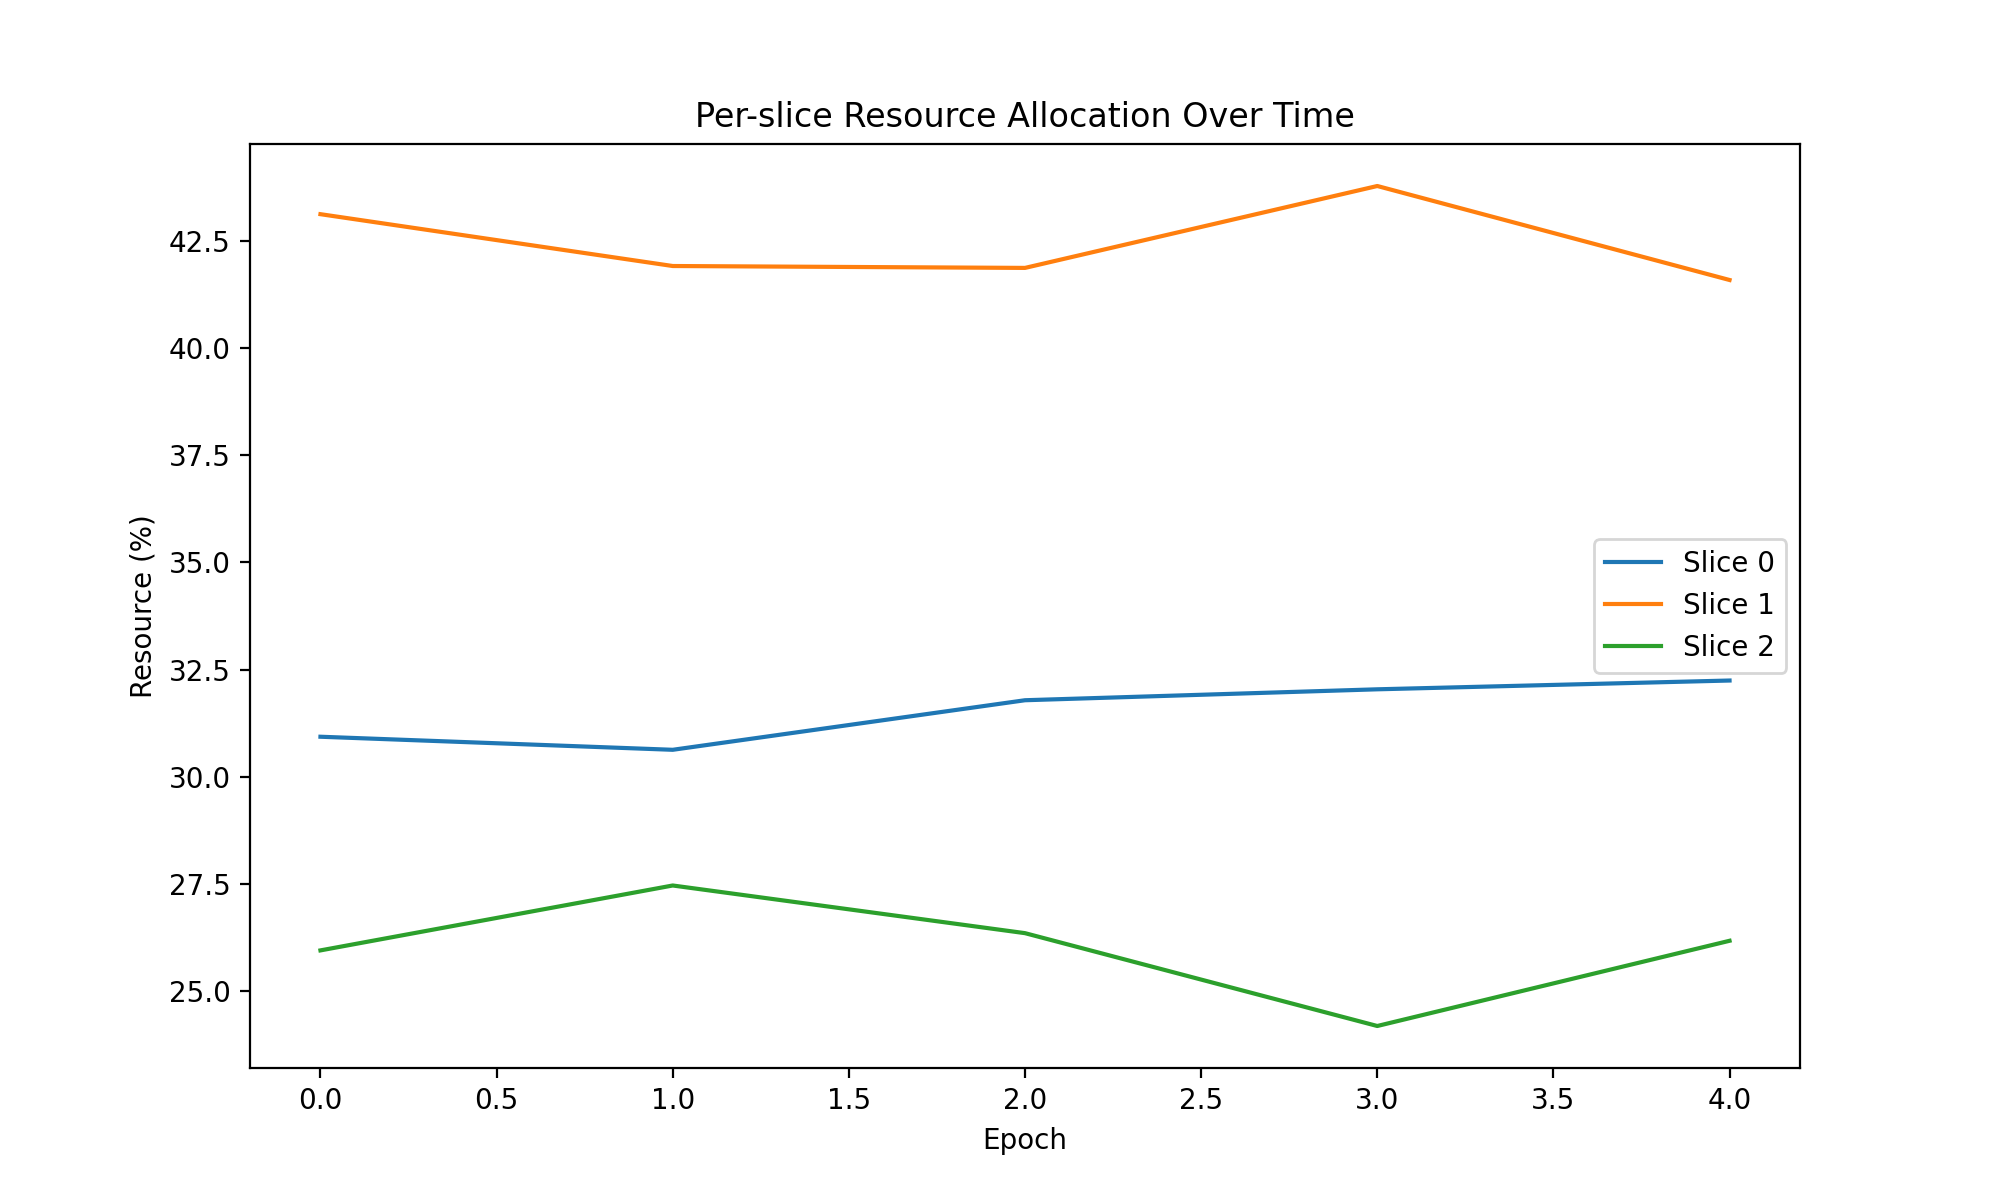 Per-slice Resource Allocation Over Time
Resource (%)
42.5
40.0
37.5
35.0
32.5
30.0
27.5
25.0
Slice 0
Slice 1
Slice 2
0.0 0.5 1.0 1.5 2.0 2.5 3.0 3.5 4.0
Epoch